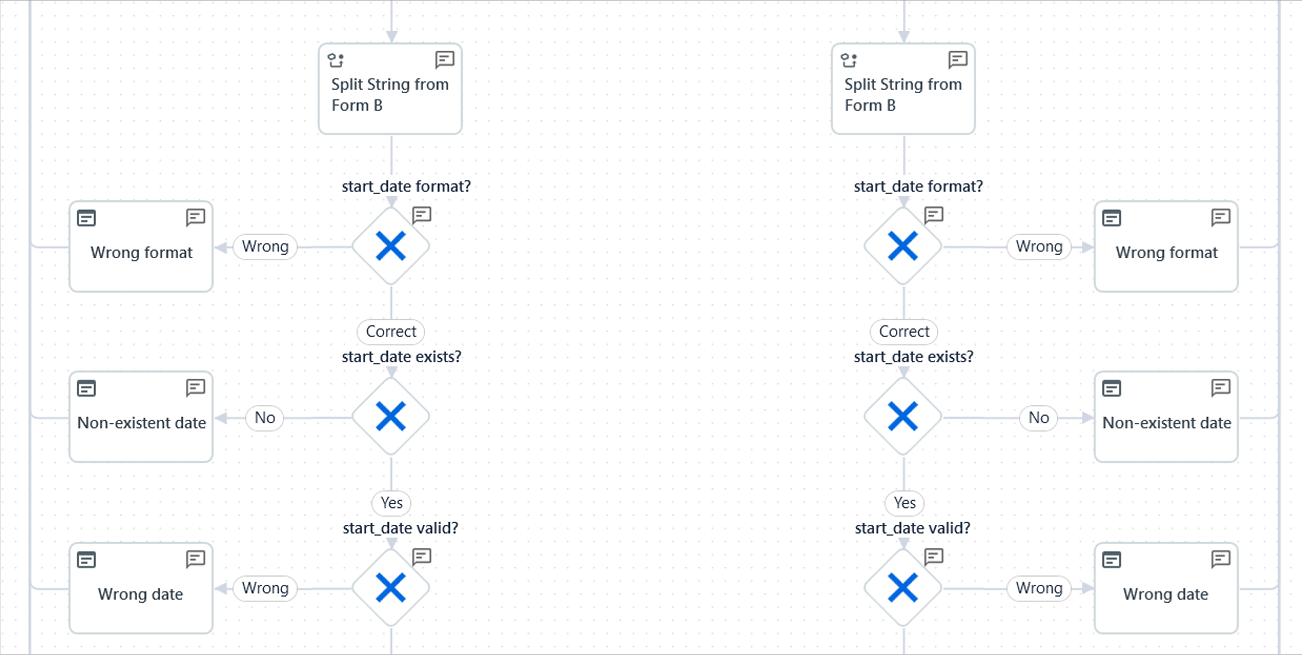 Split String from
Form B
start_date format?
Wrong format
Wrong
Correct
start_date exists?
Non-existent date
No
Yes
start_date valid?
Wrong date
Wrong
Split String from
Form B
start_date format?
Wrong
Wrong format
Correct
start_date exists?
No
Non-existent date
Yes
start_date valid?
Wrong
Wrong date